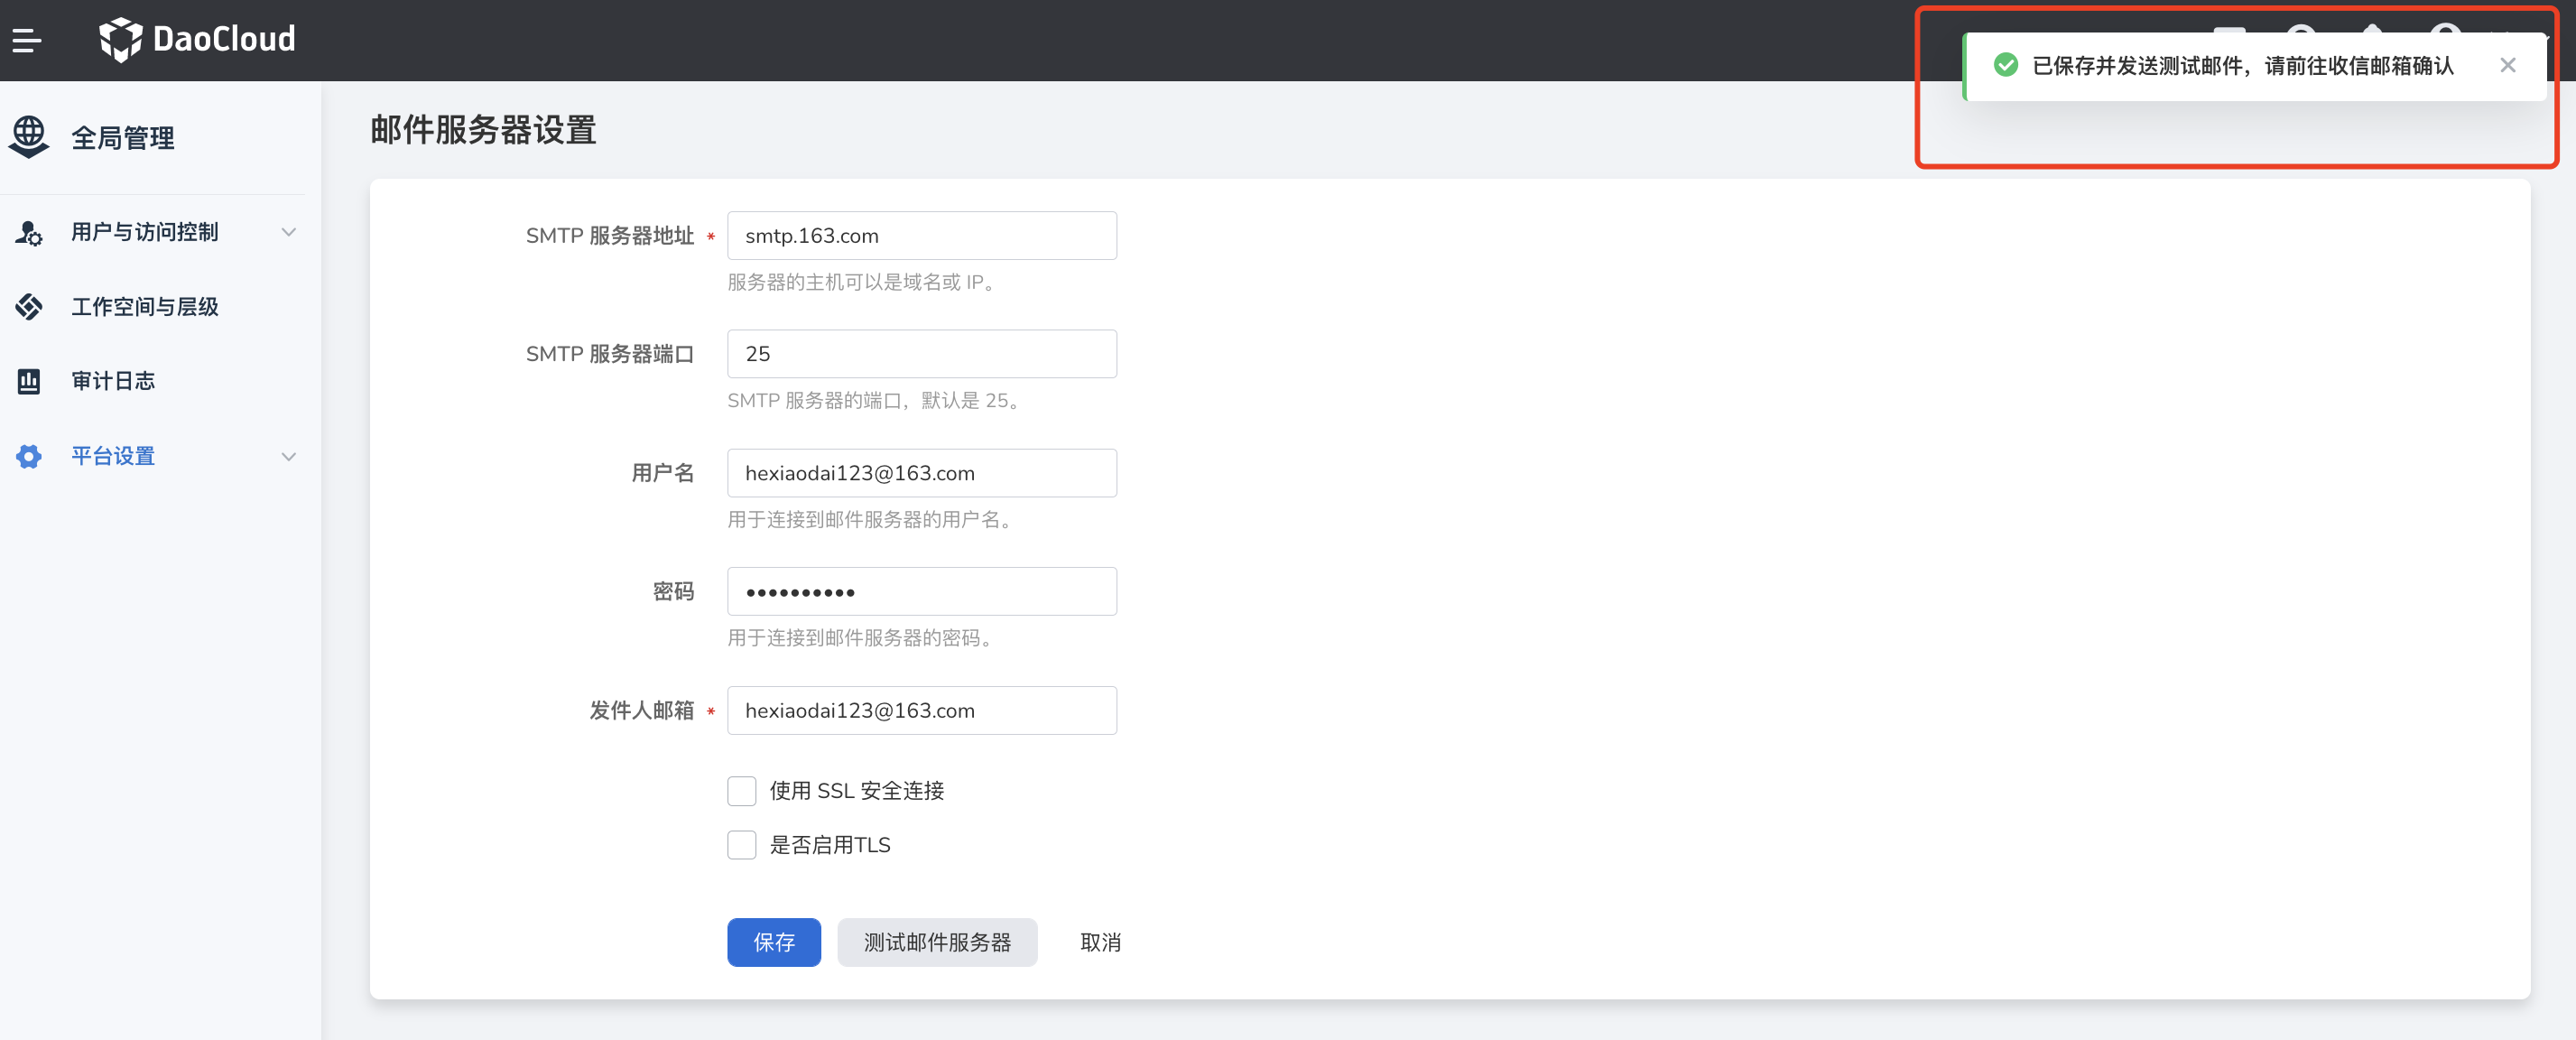 DaoCloud
已保存并发送测试邮件，请前往收信邮箱确认
全局管理
用户与访问控制
工作空间与层级
审计日志
平台设置
邮件服务器设置
SMTP 服务器地址 * smtp.163.com
服务器的主机可以是域名或 IP。
SMTP 服务器端口 25
SMTP 服务器的端口，默认是 25。
用户名 hexiaodai123@163.com
用于连接到邮件服务器的用户名。
密码 ••••••••••
用于连接到邮件服务器的密码。
发件人邮箱 * hexiaodai123@163.com
使用 SSL 安全连接
是否启用TLS
保存 测试邮件服务器 取消